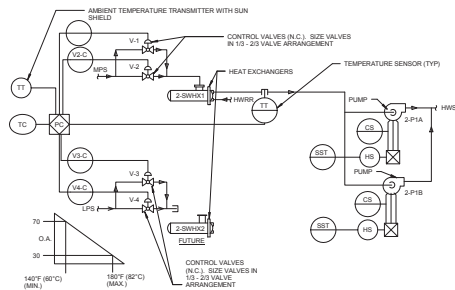 AMBIENT TEMPERATURE TRANSMITTER WITH SUN
SHIELD
V-1
CONTROL VALVES (N.C.). SIZE VALVES
IN 1/3 - 2/3 VALVE
ARRANGEMENT
V2-C
V-2
MPS
HEAT EXCHANGERS
TEMPERATURE SENSOR (TYP)
TT
2-SWHX1
HWRR
TT
PUMP
HWS
2-P1A
CS
TC
PC
SST
HS
V3-C
PUMP
V-3
V4-C
2-P1B
CS
LPS
V-4
70
2-SWHX2
SST
HS
O.A.
FUTURE
30
CONTROL VALVES
(N.C.). SIZE VALVES IN
1/3 - 2/3 VALVE
ARRANGEMENT
140°F (60°C)
(MIN.)
180°F (82°C)
(MAX.)